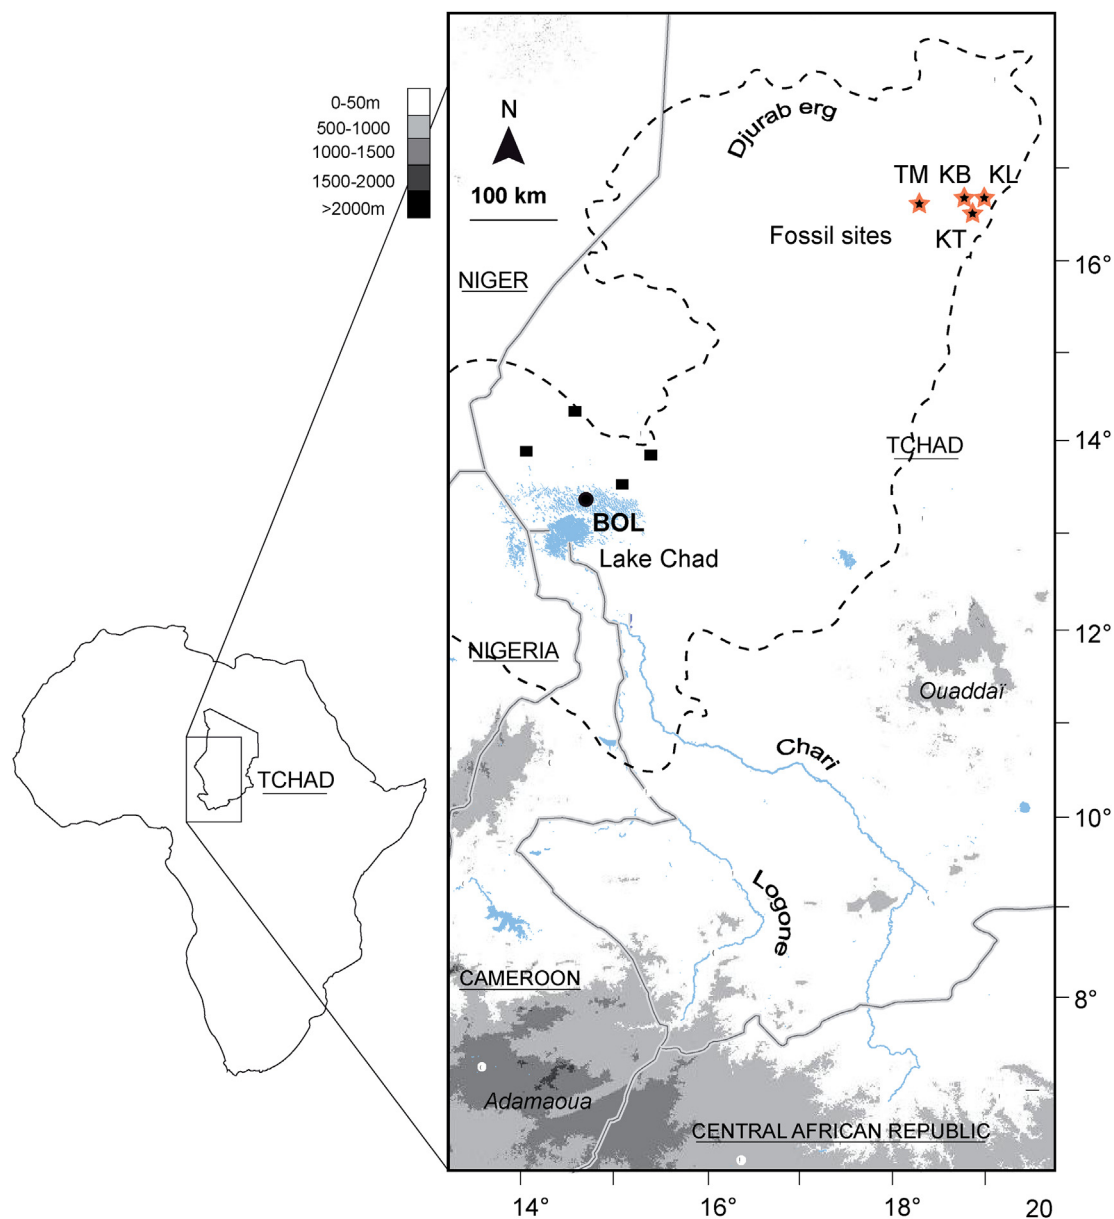 0-50m
500-1000
1000-1500
1500-2000
>2000m
N
100 km
Djurab erg
TM KB KL
KT
Fossil sites
16°
NIGER
14°
TCHAD
BOL
Lake Chad
12°
NIGERIA
Ouaddaï
Chari
TCHAD
10°
Logone
CAMEROON
8°
Adamaoua
CENTRAL AFRICAN REPUBLIC
14° 16° 18° 20